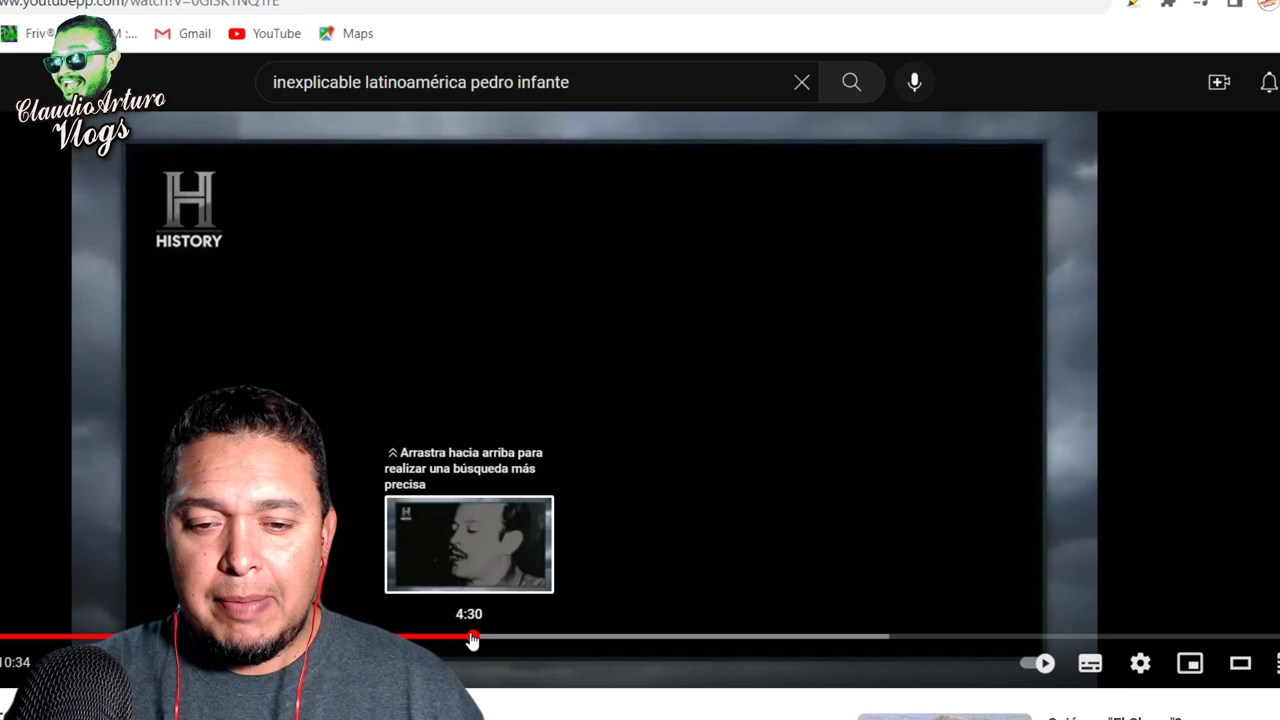 Gmail
YouTube
Maps
ClaudioArturo
Vlogs
inexplicable latinoamérica pedro infante
H
HISTORY
Arrastra hacia arriba para
realizar una búsqueda más
precisa
4:30
10:34